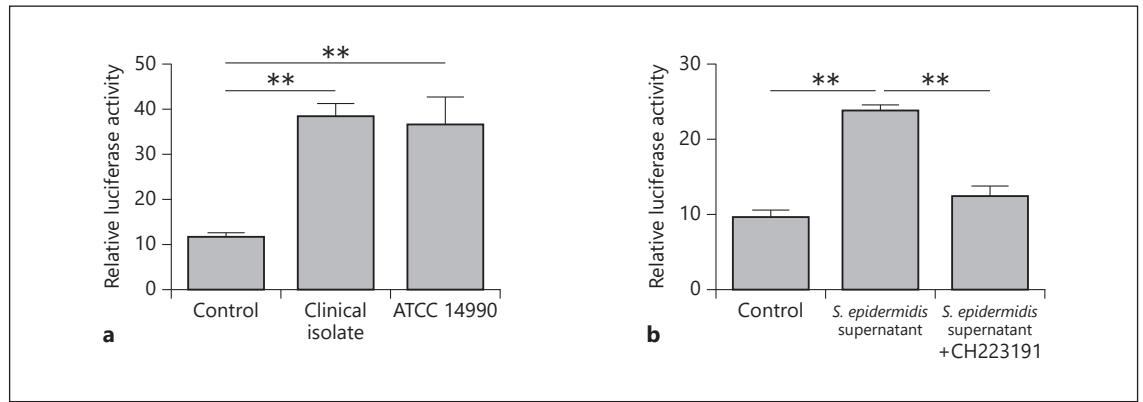 Relative luciferase activity
50
40
30
20
10
0
**
**
Control
Clinical
isolate
ATCC 14990
a
Relative luciferase activity
30
20
10
0
**
**
Control
S. epidermidis
supernatant
S. epidermidis
supernatant
+CH223191
b